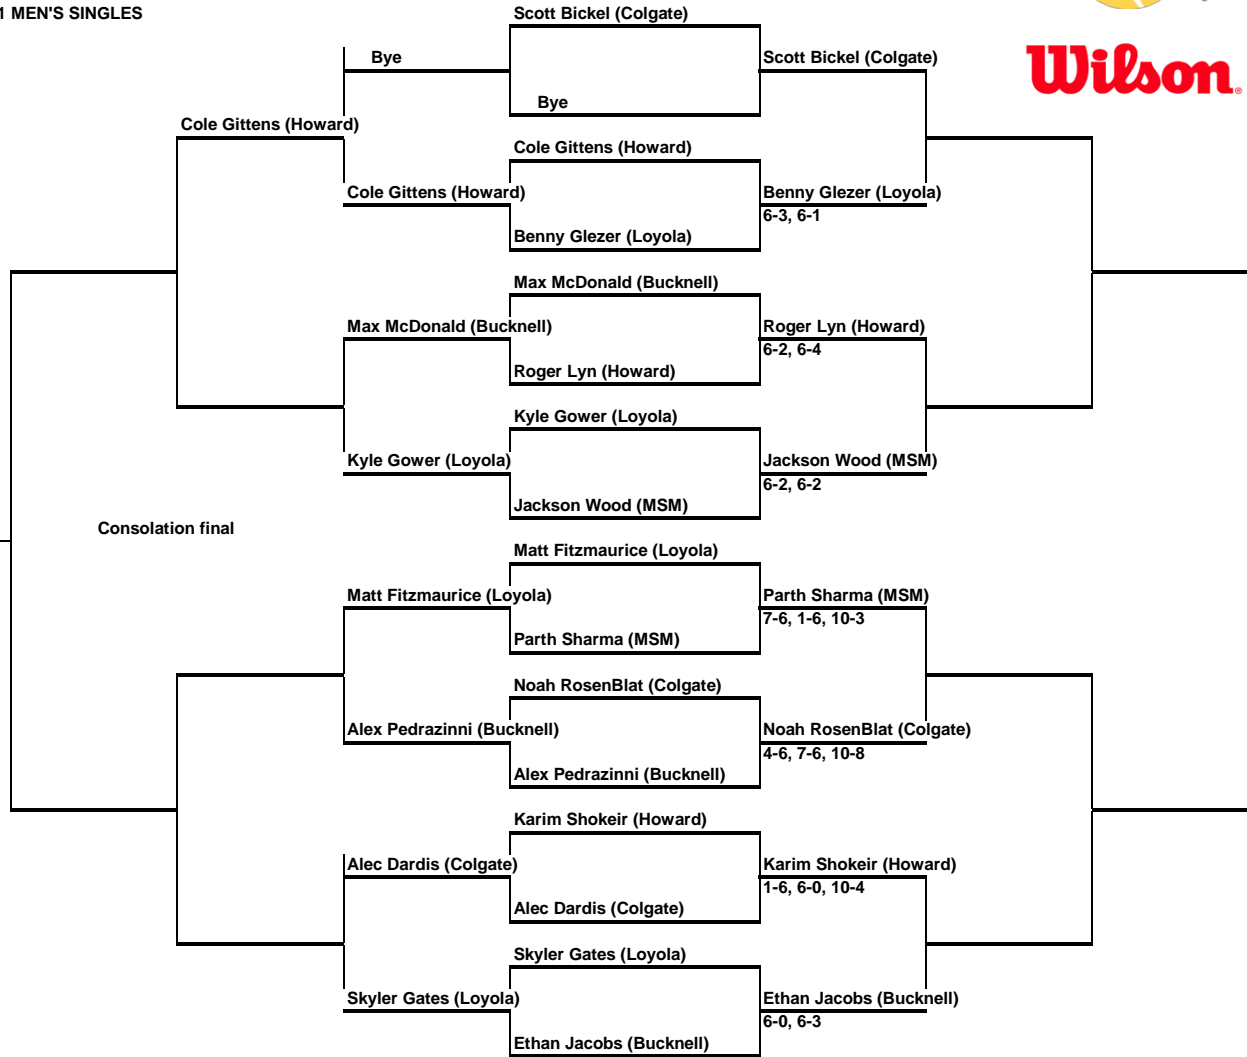 1 MEN'S SINGLES
Scott Bickel (Colgate)
Bye
Scott Bickel (Colgate)
Wilson®
Bye
Cole Gittens (Howard)
Cole Gittens (Howard)
Cole Gittens (Howard)
Benny Glezer (Loyola)
6-3, 6-1
Benny Glezer (Loyola)
Max McDonald (Bucknell)
Max McDonald (Bucknell)
Roger Lyn (Howard)
6-2, 6-4
Roger Lyn (Howard)
Kyle Gower (Loyola)
Kyle Gower (Loyola)
Jackson Wood (MSM)
6-2, 6-2
Jackson Wood (MSM)
Consolation final
Matt Fitzmaurice (Loyola)
Matt Fitzmaurice (Loyola)
Parth Sharma (MSM)
7-6, 1-6, 10-3
Parth Sharma (MSM)
Noah RosenBlat (Colgate)
Alex Pedrazinni (Bucknell)
Noah RosenBlat (Colgate)
4-6, 7-6, 10-8
Alex Pedrazinni (Bucknell)
Karim Shokeir (Howard)
Alec Dardis (Colgate)
Karim Shokeir (Howard)
1-6, 6-0, 10-4
Alec Dardis (Colgate)
Skyler Gates (Loyola)
Skyler Gates (Loyola)
Ethan Jacobs (Bucknell)
6-0, 6-3
Ethan Jacobs (Bucknell)